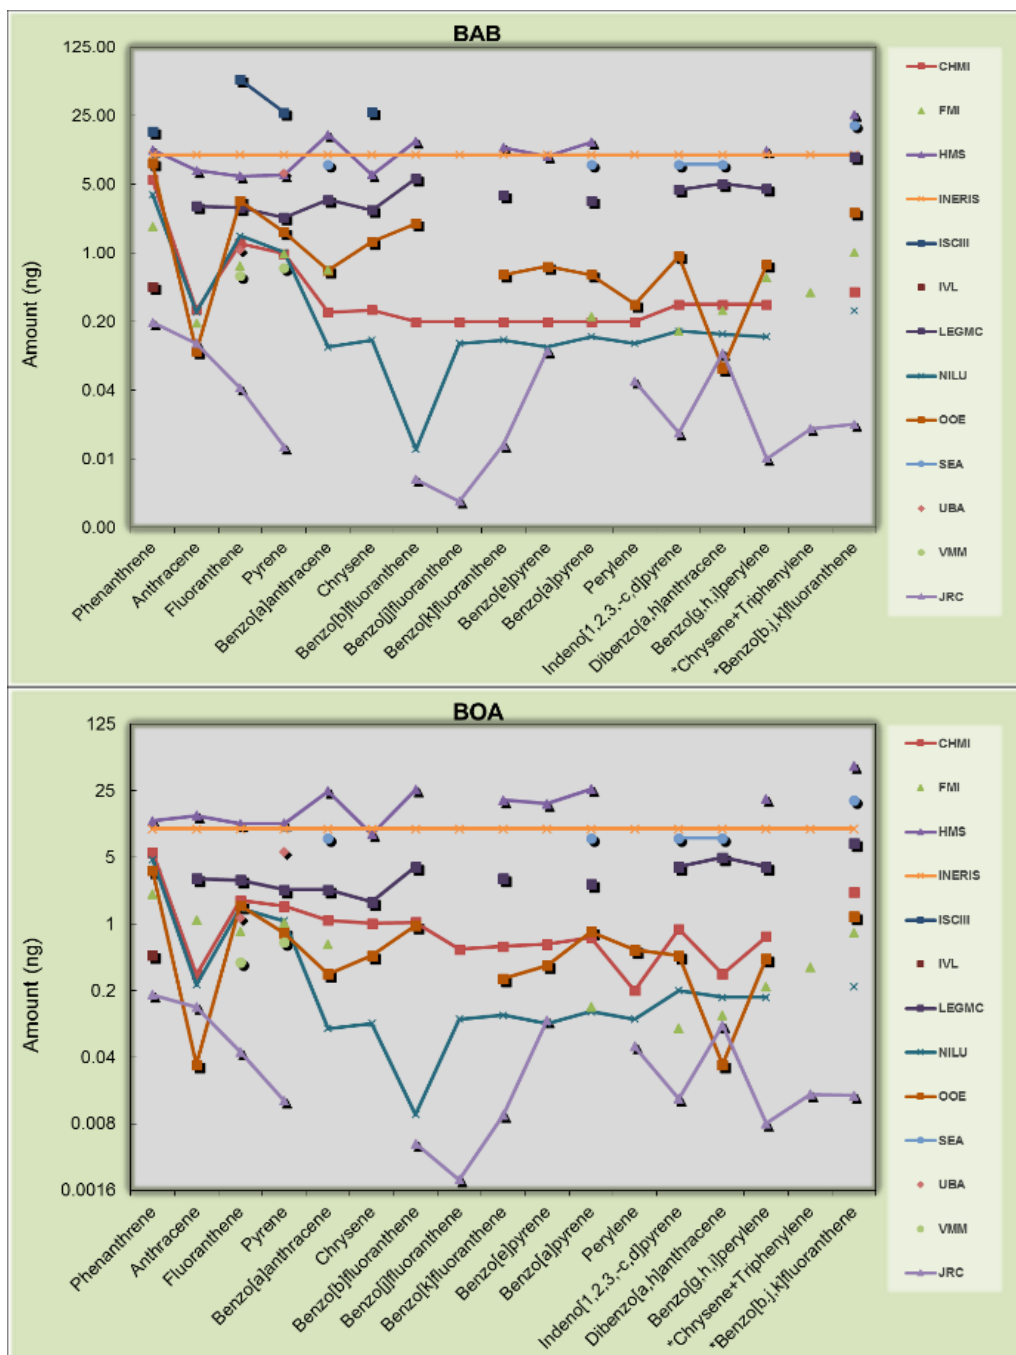 BAB
125.00
25.00
5.00
1.00
0.20
0.04
0.01
0.00
Amount (ng)
Phenanthrene
Anthracene
Fluoranthene
Pyrene
Benzo[a]anthracene
Chrysene
Benzo[b]fluoranthene
Benzo[j]fluoranthene
Benzo[k]fluoranthene
Benzo[e]pyrene
Benzo[a]pyrene
Perylene
Indeno[1,2,3,-c,d]pyrene
Dibenzo[a,h]anthracene
Benzo[g,h,i]perylene
*Chrysene+Triphenylene
*Benzo[b,j,k]fluoranthene
CHMI
FMI
HMS
INERIS
ISCIII
IVL
LEGMC
NILU
OOE
SEA
UBA
VMM
JRC
BOA
125
25
5
1
0.2
0.04
0.008
0.0016
Amount (ng)
Phenanthrene
Anthracene
Fluoranthene
Pyrene
Benzo[a]anthracene
Chrysene
Benzo[b]fluoranthene
Benzo[j]fluoranthene
Benzo[k]fluoranthene
Benzo[e]pyrene
Benzo[a]pyrene
Perylene
Indeno[1,2,3,-c,d]pyrene
Dibenzo[a,h]anthracene
Benzo[g,h,i]perylene
*Chrysene+Triphenylene
*Benzo[b,j,k]fluoranthene
CHMI
FMI
HMS
INERIS
ISCIII
IVL
LEGMC
NILU
OOE
SEA
UBA
VMM
JRC